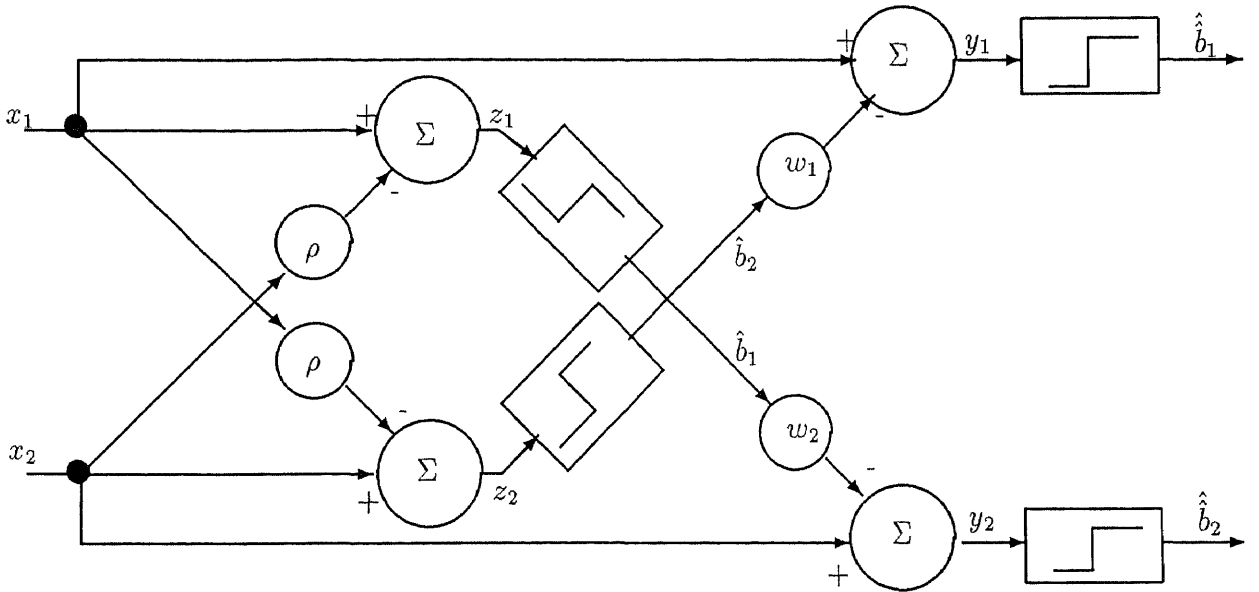 + Σ y₁ b̂̂₁
x₁ + Σ z₁
- w₁
- ρ b̂₂
ρ b̂₁
- w₂
x₂ + Σ z₂
- Σ y₂ b̂̂₂
+